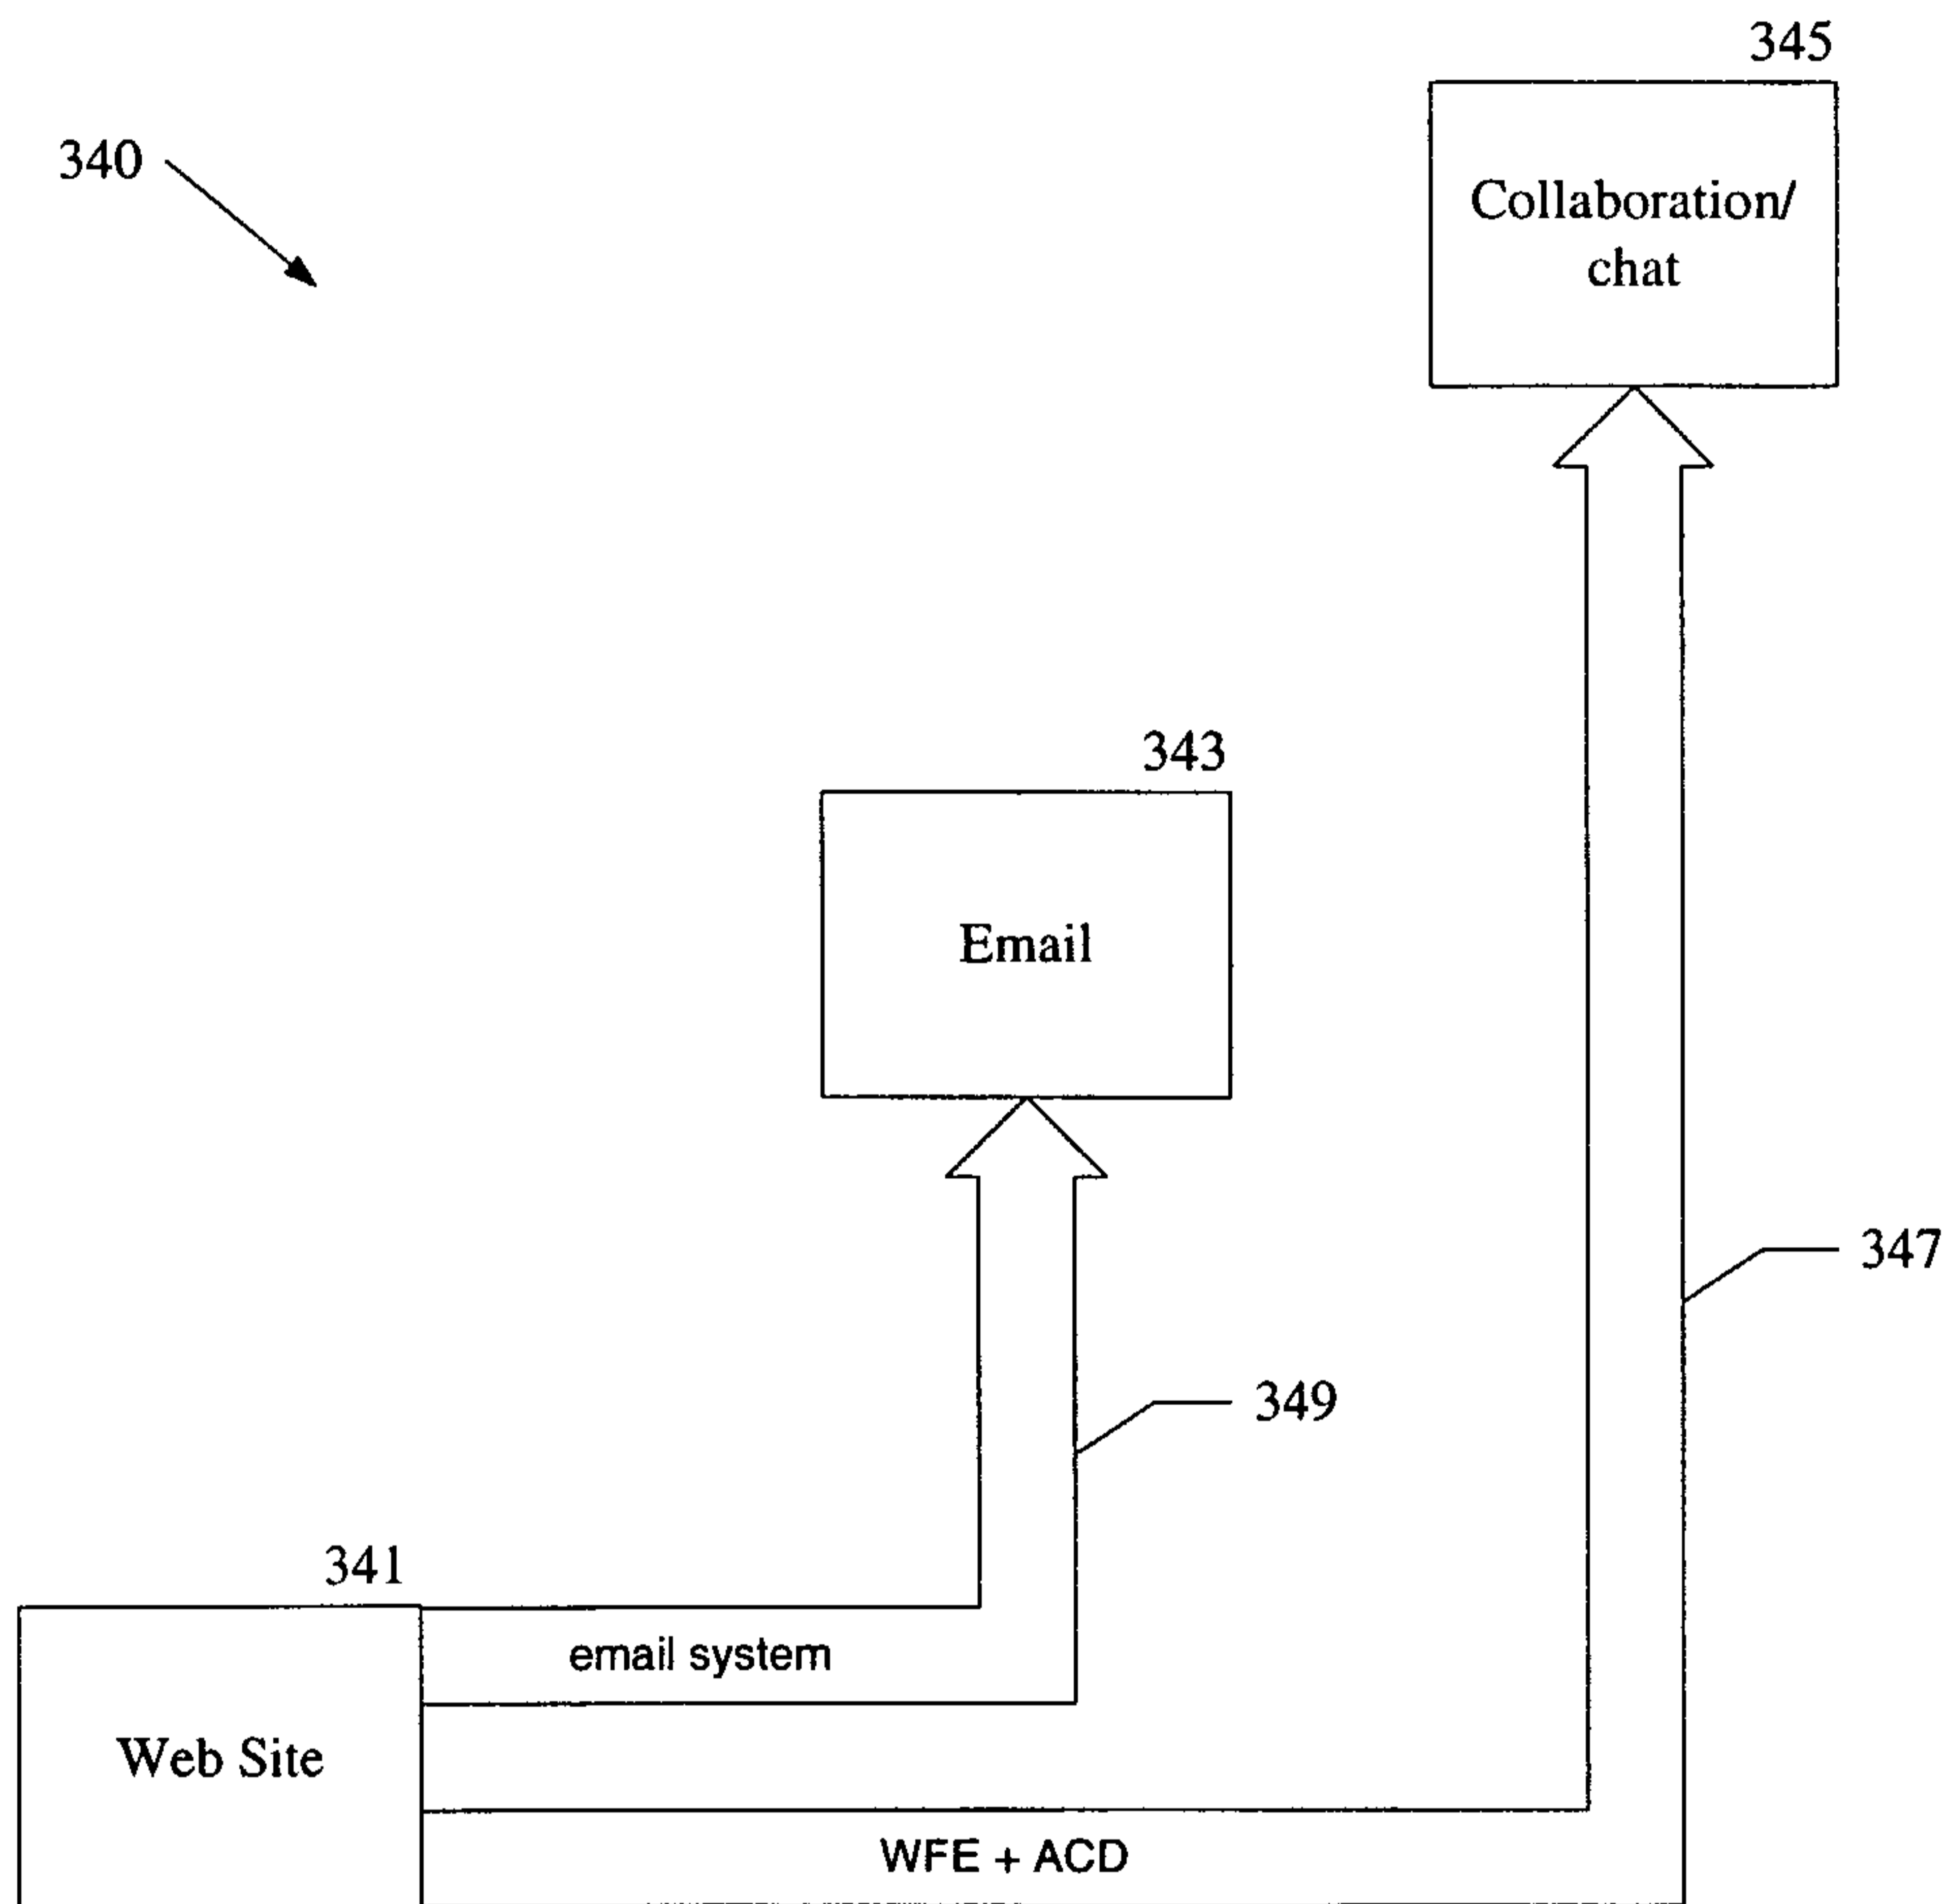 345
340
Collaboration/
chat
343
Email
347
349
341
email system
Web Site
WFE + ACD